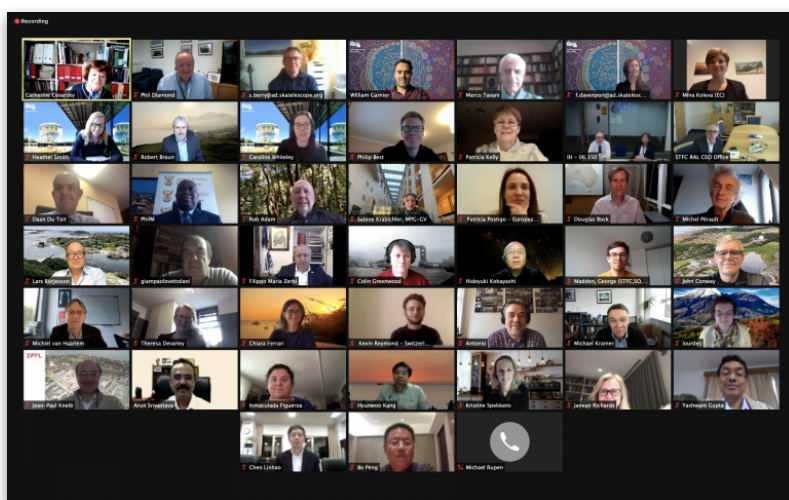 Recording
Catherine Cesarsky
Phil Diamond
s.berry@ad.skatelescope.org
William Garnier
Marco Tavani
f.davenport@ad.skatelesc...
Mina Koleva (EC)
Heather Smith
Robert Braun
Caroline Whiteley
Philip Best
Patricia Kelly
IH - 06.150
STFC RAL CEO Office
Daan Du Toit
PhilM
Rob Adam
Sabine Krabichler, MPG-GV
Patricia Postigo - Europea...
Douglas Bock
Michel Pérault
Lars Börjesson
giampaolovettolani
Filippo Maria Zerbi
Colin Greenwood
Hideyuki Kobayashi
Madden, George (STFC,SO,...
John Conway
Michiel van Haarlem
Theresa Devaney
Chiara Ferrari
Kevin Reymond - Switzerl...
Antonio
Michael Kramer
lourdes
EPFL
Jean-Paul Kneib
Arun Srivastava
Inmaculada Figueroa
Hyunwoo Kang
Kristine Spekkens
Janean Richards
Yashwant Gupta
Chen Linhao
Bo Peng
Michael Rupen